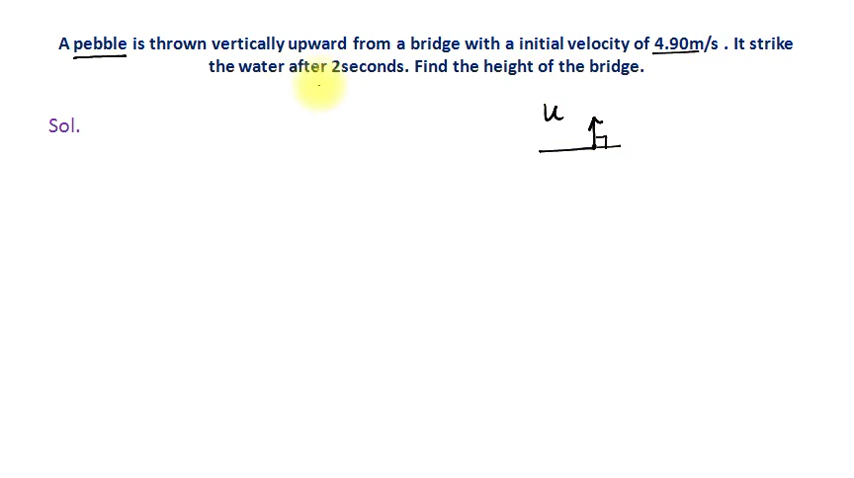 A pebble is thrown vertically upward from a bridge with a initial velocity of 4.90m/s . It strike
the water after 2seconds. Find the height of the bridge.
Sol.
u